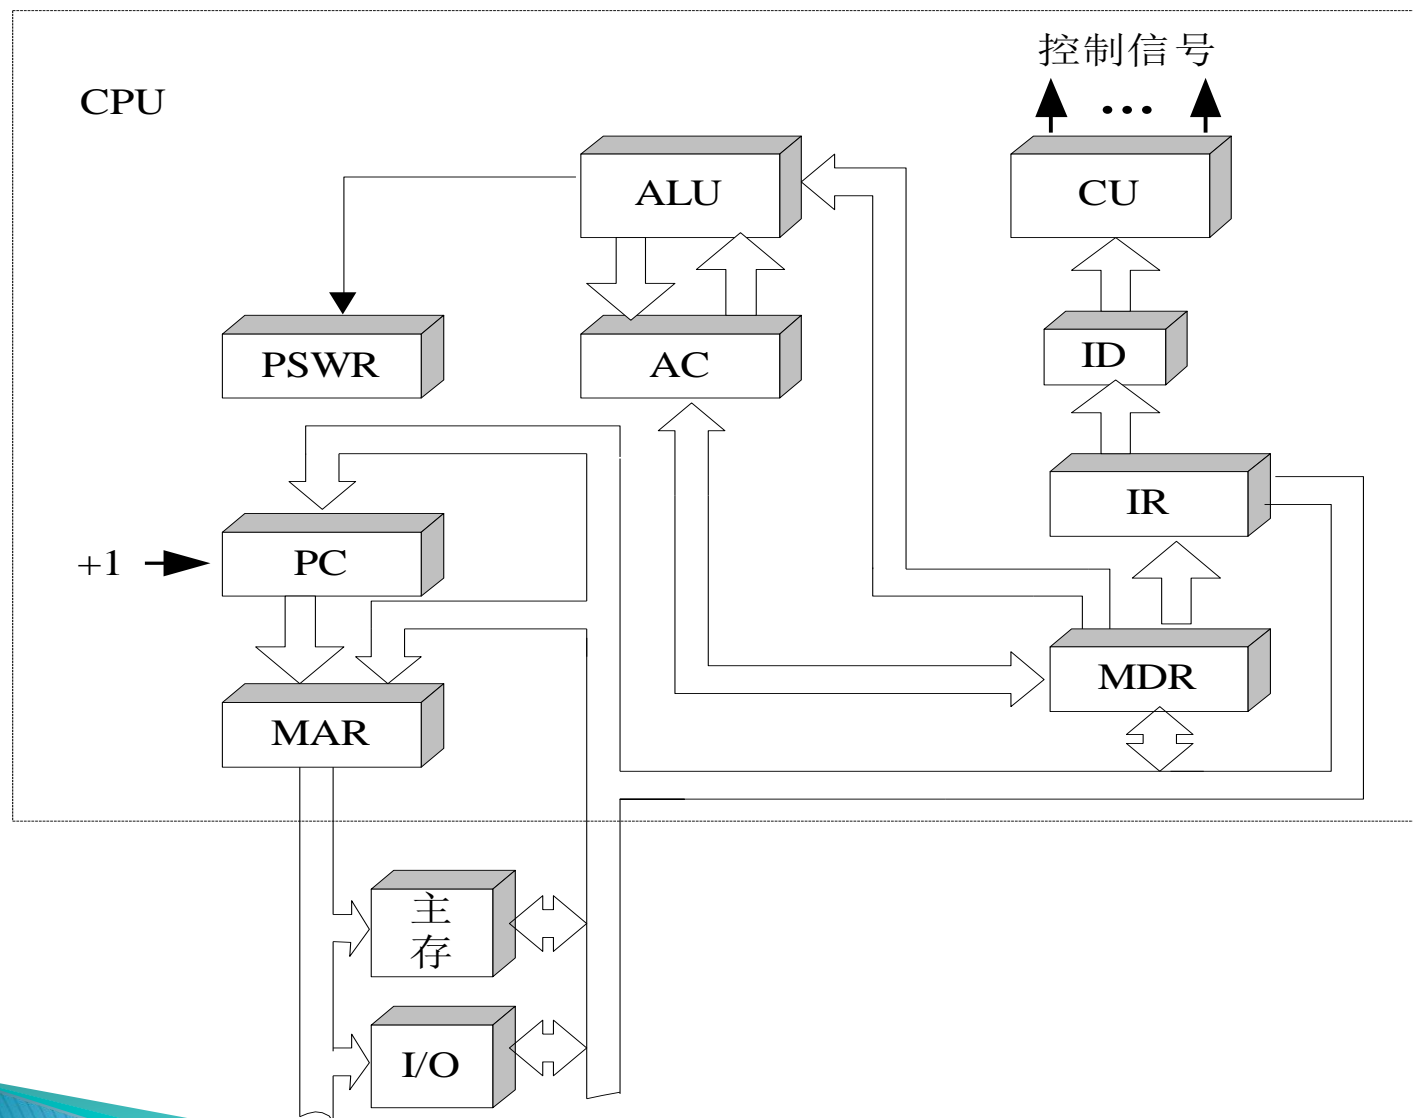 控制信号
CPU
...
ALU
CU
PSWR
AC
ID
IR
+1
PC
MDR
MAR
主
存
I/O